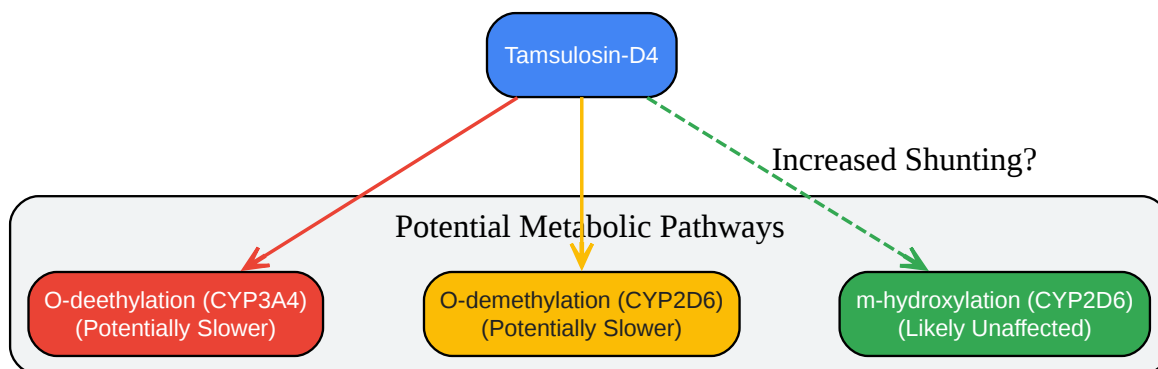 Tamsulosin-D4
Increased Shunting?
Potential Metabolic Pathways
O-deethylation (CYP3A4)
(Potentially Slower)
O-demethylation (CYP2D6)
(Potentially Slower)
m-hydroxylation (CYP2D6)
(Likely Unaffected)